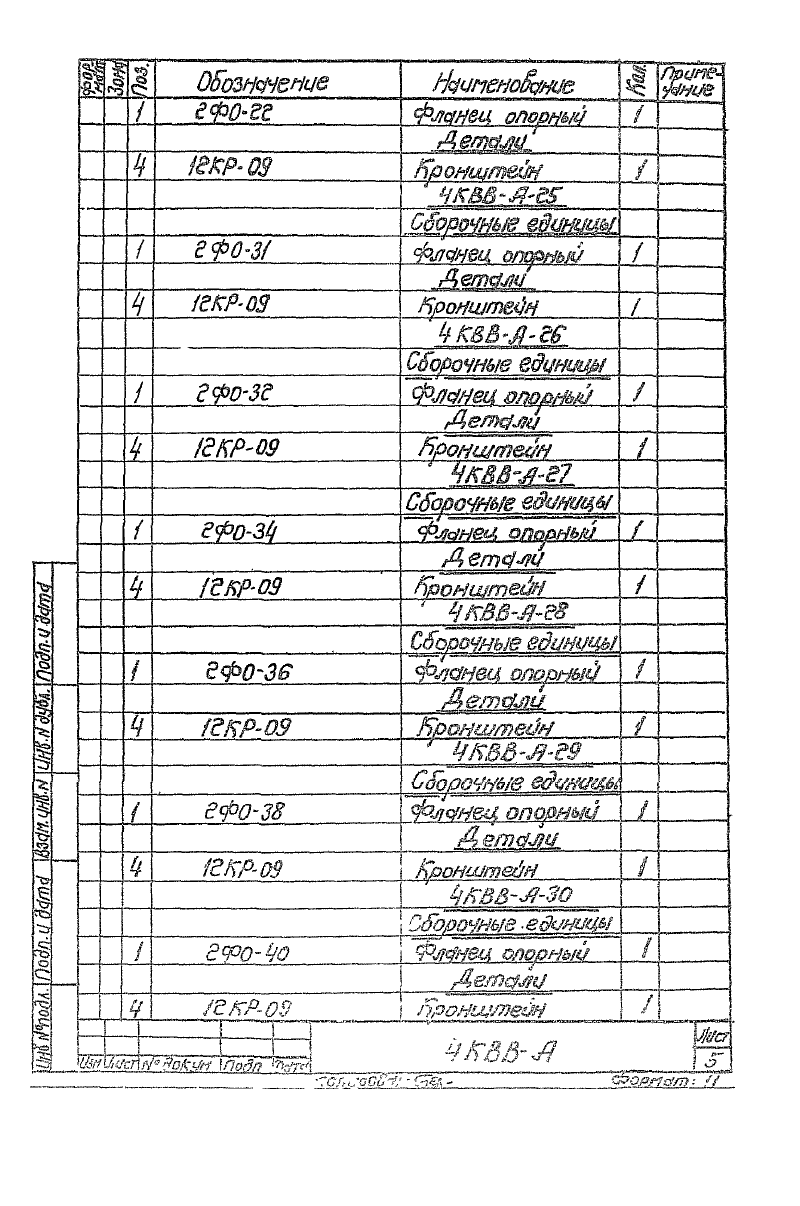 Фор мат Зона Поз. Обозначение Наименование Кол. Приме- чание
1 2ФО-22 Фланец опорный 1
Детали
4 12КР-09 Кронштейн 1
4КВВ-А-25
Сборочные единицы
1 2ФО-31 Фланец опорный 1
Детали
4 12КР-09 Кронштейн 1
4КВВ-А-26
Сборочные единицы
1 2ФО-32 Фланец опорный 1
Детали
4 12КР-09 Кронштейн 1
4КВВ-А-27
Сборочные единицы
1 2ФО-34 Фланец опорный 1
Детали
4 12КР-09 Кронштейн 1
4КВВ-А-28
Сборочные единицы
1 2ФО-36 Фланец опорный 1
Детали
4 12КР-09 Кронштейн 1
4КВВ-А-29
Сборочные единицы
1 2ФО-38 Фланец опорный 1
Детали
4 12КР-09 Кронштейн 1
4КВВ-А-30
Сборочные единицы
1 2ФО-40 Фланец опорный 1
Детали
4 12КР-09 Кронштейн 1
Инв.№подл. Подп. и дата Взам.инв.N Инв.N дубл. Подп. и дата
Изм Лист № докум Подп Дата
4КВВ-А
Лист
5
Формат: 11